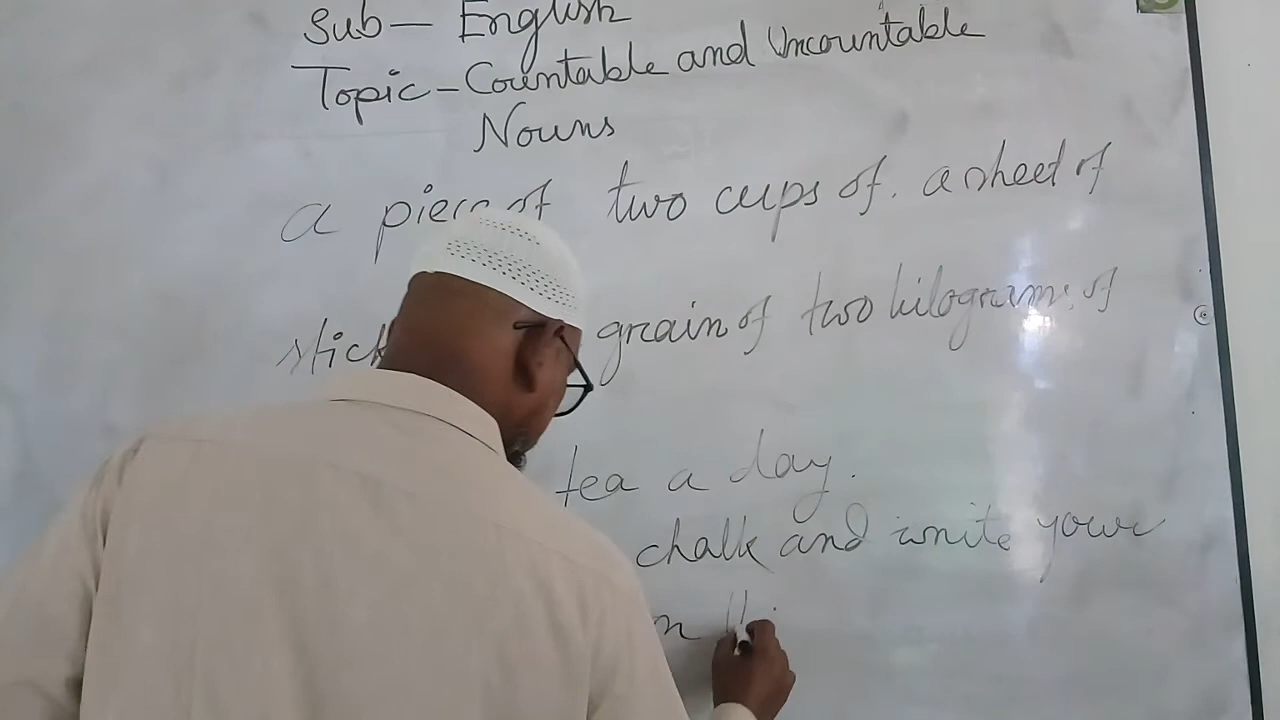 Sub— English
Topic—Countable and Uncountable
Nouns
a piece of two cups of. a sheet of
stick grain of two kilograms of
tea a day.
chalk and write your